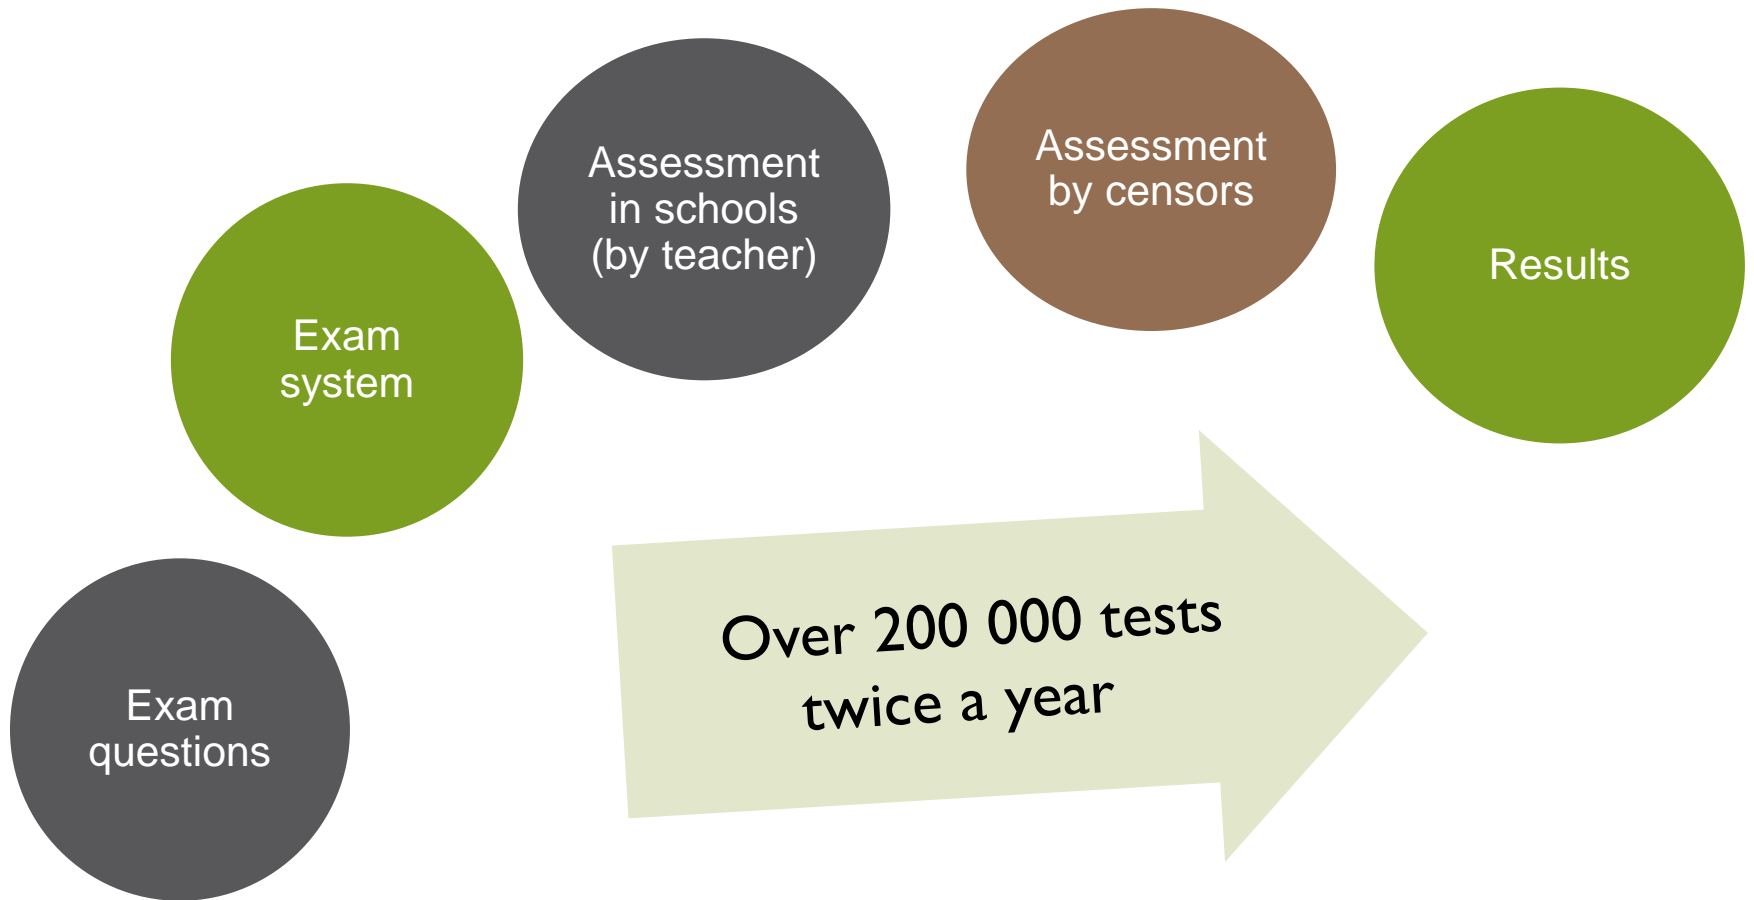 Exam
questions
Exam
system
Assessment
in schools
(by teacher)
Assessment
by censors
Results
Over 200 000 tests
twice a year